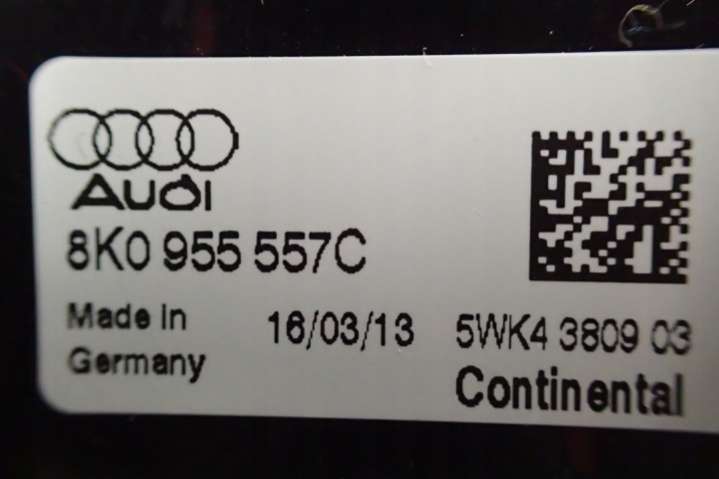 Audi
8K0 955 557C
Made in Germany
16/03/13
5WK4 3809 03
Continental